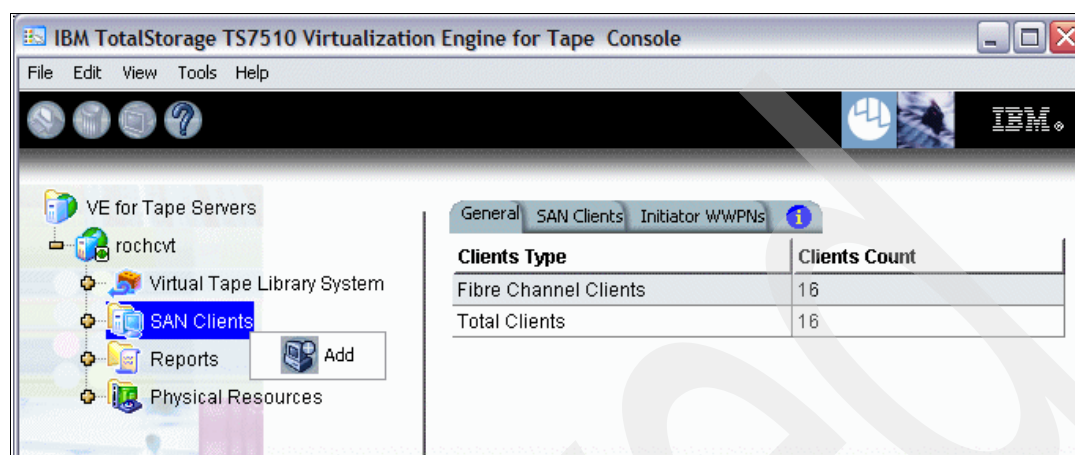 IBM TotalStorage TS7510 Virtualization Engine for Tape Console
File Edit View Tools Help
IBM®
VE for Tape Servers
rochcvt
Virtual Tape Library System
SAN Clients
Add
Reports
Physical Resources
General SAN Clients Initiator WWPNs
Clients Type Clients Count
Fibre Channel Clients 16
Total Clients 16